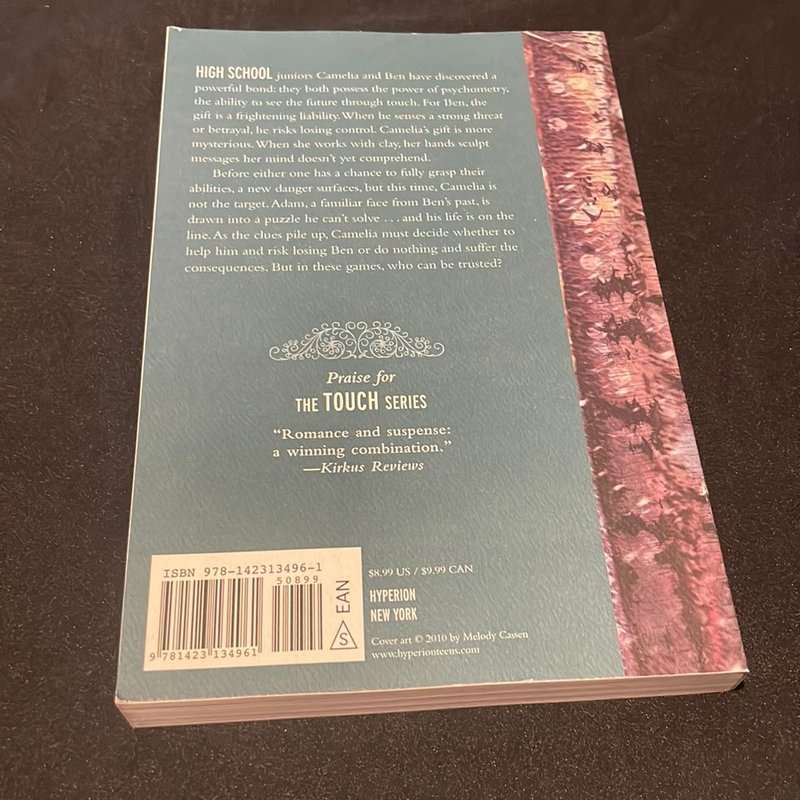 HIGH SCHOOL juniors Camelia and Ben have discovered a
powerful bond: they both possess the power of psychometry,
the ability to see the future through touch. For Ben, the
gift is a frightening liability. When he senses a strong threat
or betrayal, he risks losing control. Camelia's gift is more
mysterious. When she works with clay, her hands sculpt
messages her mind doesn't yet comprehend.
Before either one has a chance to fully grasp their
abilities, a new danger surfaces, but this time, Camelia is
not the target. Adam, a familiar face from Ben's past, is
drawn into a puzzle he can't solve . . . and his life is on the
line. As the clues pile up, Camelia must decide whether to
help him and risk losing Ben or do nothing and suffer the
consequences. But in these games, who can be trusted?
Praise for
THE TOUCH SERIES
“Romance and suspense:
a winning combination.”
—Kirkus Reviews
ISBN 978-142313496-1
50899
9 781423 134961
S EAN
$8.99 US / $9.99 CAN
HYPERION
NEW YORK
Cover art © 2010 by Melody Cassen
www.hyperionteens.com